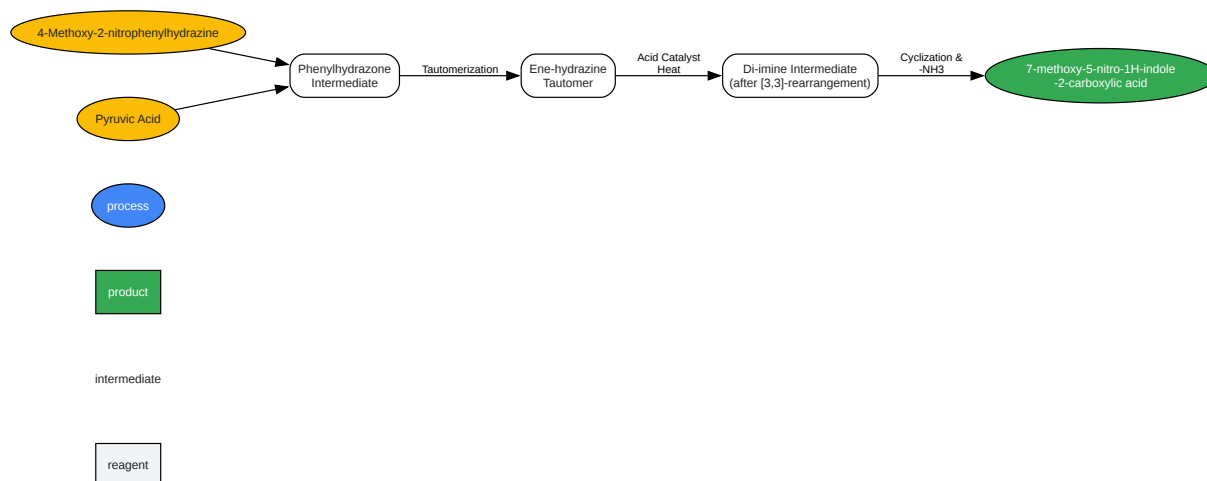 4-Methoxy-2-nitrophenylhydrazine
Pyruvic Acid
Phenylhydrazone
Intermediate
Tautomerization
Ene-hydrazine
Tautomer
Acid Catalyst
Heat
Di-imine Intermediate
(after [3,3]-rearrangement)
Cyclization &
-NH3
7-methoxy-5-nitro-1H-indole
-2-carboxylic acid
process
product
intermediate
reagent